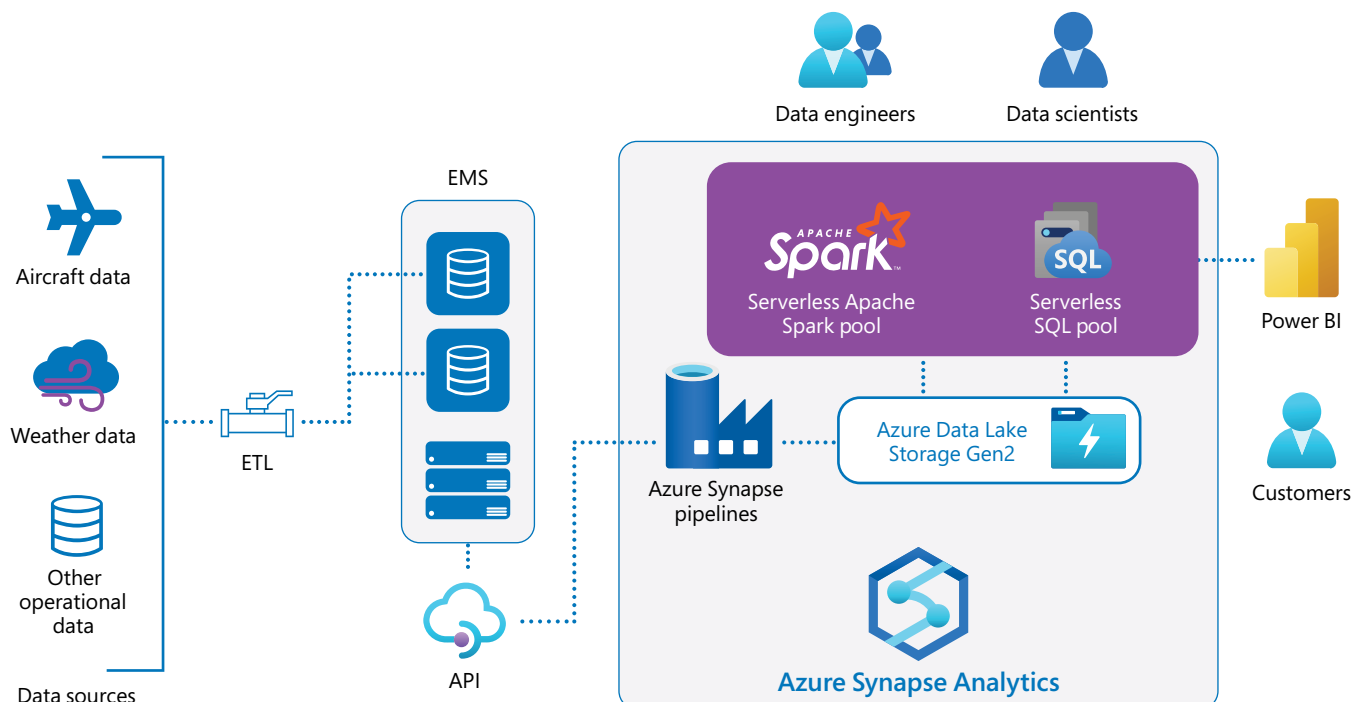 Data engineers
Data scientists
EMS
Aircraft data
APACHE
Spark
TM
Serverless Apache
Spark pool
SQL
Serverless
SQL pool
Power BI
Weather data
ETL
Azure Data Lake
Storage Gen2
Azure Synapse
pipelines
Customers
Other
operational
data
API
Azure Synapse Analytics
Data sources